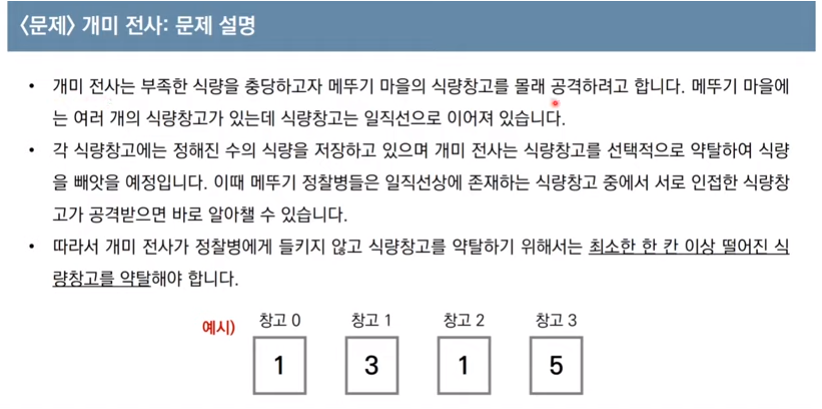 <문제> 개미 전사: 문제 설명
• 개미 전사는 부족한 식량을 충당하고자 메뚜기 마을의 식량창고를 몰래 공격하려고 합니다. 메뚜기 마을에
는 여러 개의 식량창고가 있는데 식량창고는 일직선으로 이어져 있습니다.
• 각 식량창고에는 정해진 수의 식량을 저장하고 있으며 개미 전사는 식량창고를 선택적으로 약탈하여 식량
을 빼앗을 예정입니다. 이때 메뚜기 정찰병들은 일직선상에 존재하는 식량창고 중에서 서로 인접한 식량창
고가 공격받으면 바로 알아챌 수 있습니다.
• 따라서 개미 전사가 정찰병에게 들키지 않고 식량창고를 약탈하기 위해서는 최소한 한 칸 이상 떨어진 식
량창고를 약탈해야 합니다.
예시) 창고 0 창고 1 창고 2 창고 3
1 3 1 5